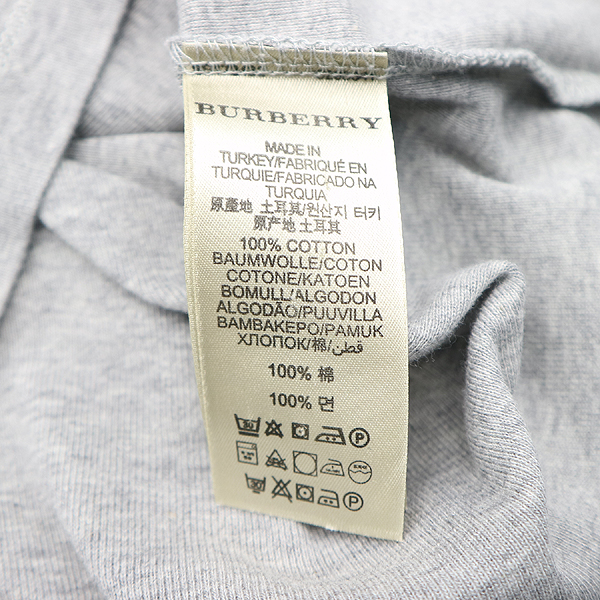 BURBERRY
MADE IN
TURKEY/FABRIQUÉ EN
TURQUIE/FABRICADO NA
TURQUIA
原產地 土耳其/원산지 터키
原产地 土耳其
100% COTTON
BAUMWOLLE/COTON
COTONE/KATOEN
BOMULL/ALGODON
ALGODÃO/PUUVILLA
BAMBAKEPO/PAMUK
ХЛОПОК/棉/قطن
100% 棉
100% 면
P
P